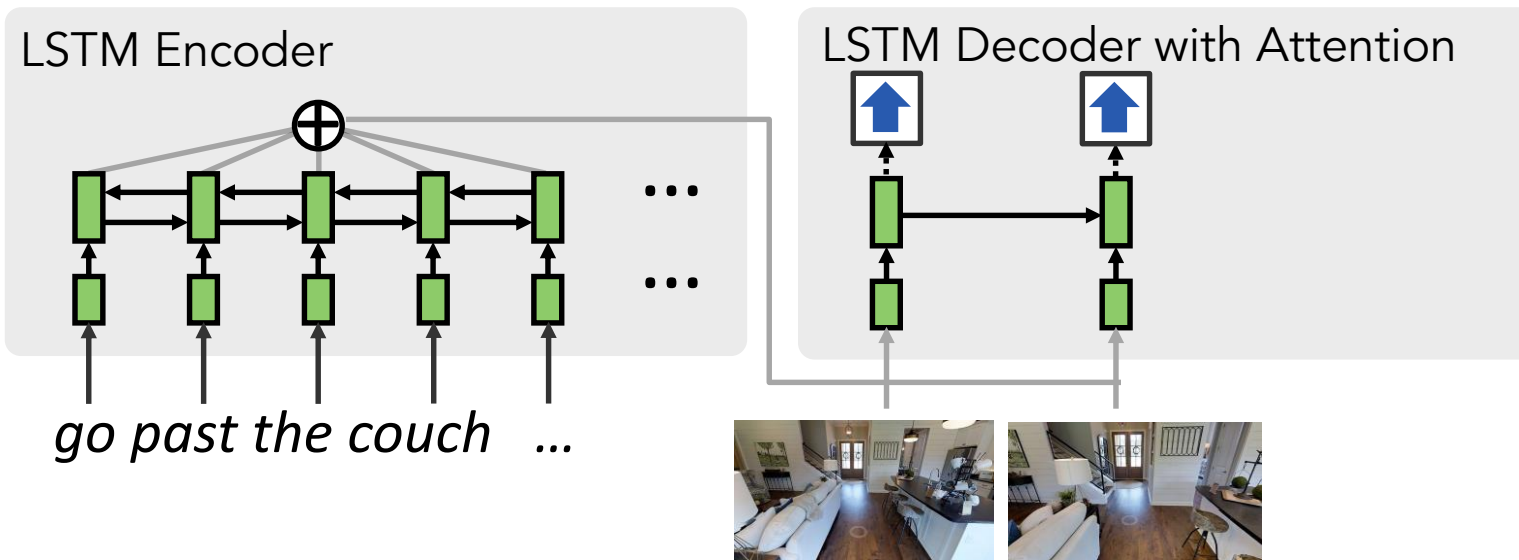 LSTM Encoder
LSTM Decoder with Attention
...
...
go past the couch ...